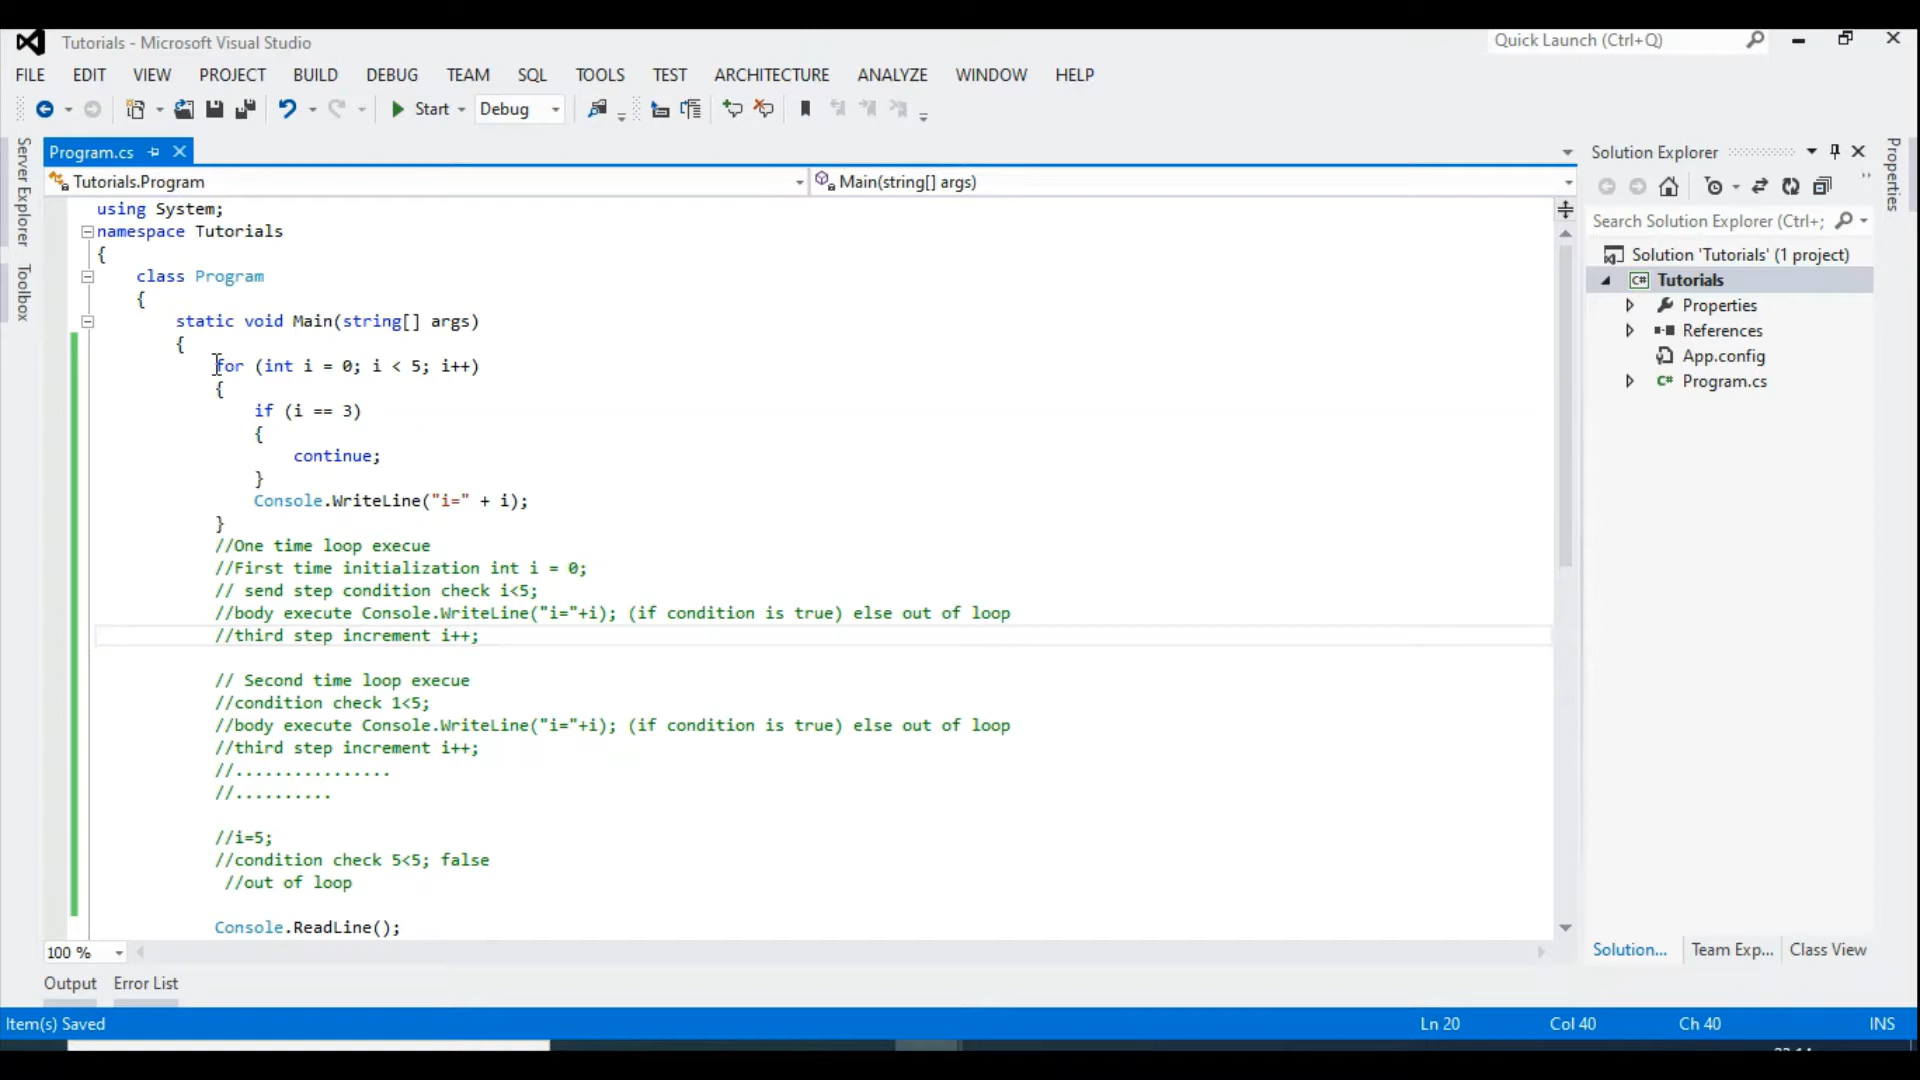 Tutorials - Microsoft Visual Studio
Quick Launch (Ctrl+Q)
FILE EDIT VIEW PROJECT BUILD DEBUG TEAM SQL TOOLS TEST ARCHITECTURE ANALYZE WINDOW HELP
Start Debug
Server Explorer
Toolbox
Program.cs
Tutorials.Program
Main(string[] args)
using System;
namespace Tutorials
{
class Program
{
static void Main(string[] args)
{
for (int i = 0; i < 5; i++)
{
if (i == 3)
{
continue;
}
Console.WriteLine("i=" + i);
}
//One time loop execue
//First time initialization int i = 0;
// send step condition check i<5;
//body execute Console.WriteLine("i="+i); (if condition is true) else out of loop
//third step increment i++;
// Second time loop execue
//condition check 1<5;
//body execute Console.WriteLine("i="+i); (if condition is true) else out of loop
//third step increment i++;
//................
//..........
//i=5;
//condition check 5<5; false
//out of loop
Console.ReadLine();
100 %
Solution Explorer
Search Solution Explorer (Ctrl+;
Solution 'Tutorials' (1 project)
C# Tutorials
Properties
References
App.config
C# Program.cs
Solution... Team Exp... Class View
Properties
Output Error List
Item(s) Saved
Ln 20 Col 40 Ch 40 INS